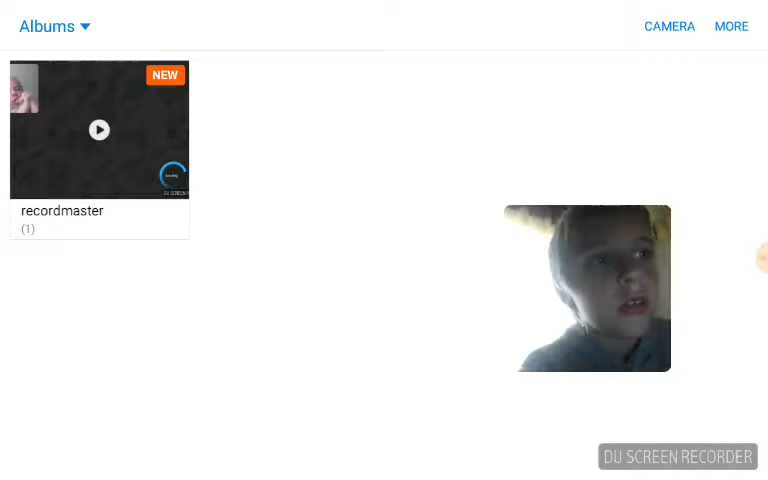 Albums
CAMERA
MORE
NEW
recordmaster
(1)
DU SCREEN RECORDER